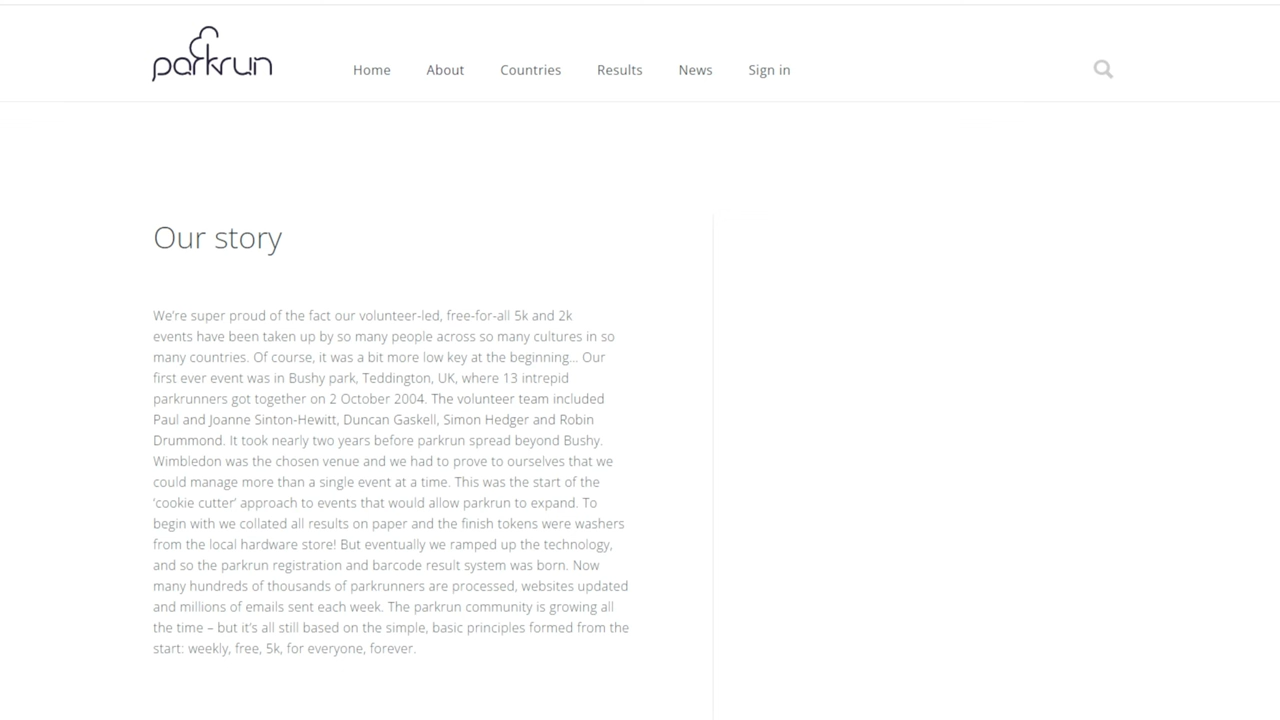 parkrun
Home About Countries Results News Sign in
Our story
We're super proud of the fact our volunteer-led, free-for-all 5k and 2k
events have been taken up by so many people across so many cultures in so
many countries. Of course, it was a bit more low key at the beginning... Our
first ever event was in Bushy park, Teddington, UK, where 13 intrepid
parkrunners got together on 2 October 2004. The volunteer team included
Paul and Joanne Sinton-Hewitt, Duncan Gaskell, Simon Hedger and Robin
Drummond. It took nearly two years before parkrun spread beyond Bushy.
Wimbledon was the chosen venue and we had to prove to ourselves that we
could manage more than a single event at a time. This was the start of the
‘cookie cutter’ approach to events that would allow parkrun to expand. To
begin with we collated all results on paper and the finish tokens were washers
from the local hardware store! But eventually we ramped up the technology,
and so the parkrun registration and barcode result system was born. Now
many hundreds of thousands of parkrunners are processed, websites updated
and millions of emails sent each week. The parkrun community is growing all
the time – but it's all still based on the simple, basic principles formed from the
start: weekly, free, 5k, for everyone, forever.